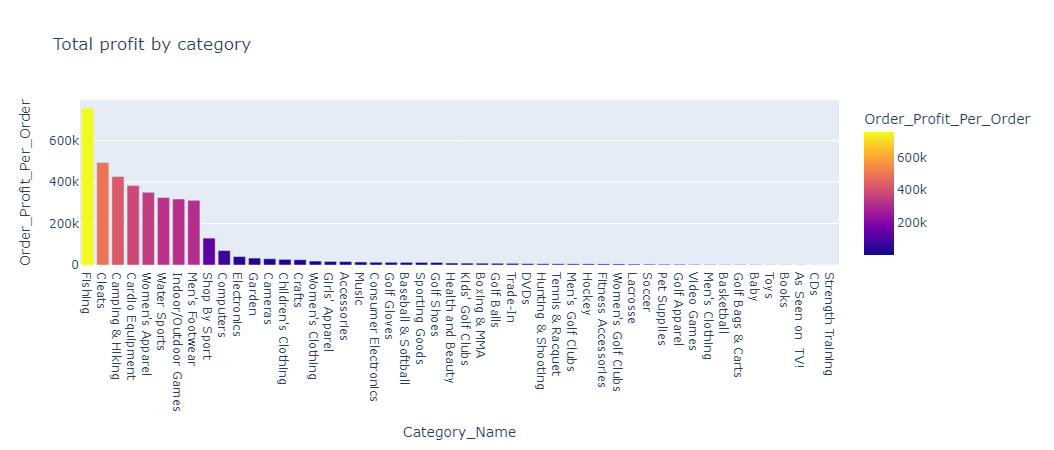 Total profit by category
Order_Profit_Per_Order
600k
400k
200k
0
Fishing
Cleats
Camping & Hiking
Cardio Equipment
Women's Apparel
Water Sports
Indoor/Outdoor Games
Men's Footwear
Shop By Sport
Computers
Electronics
Garden
Cameras
Children's Clothing
Crafts
Women's Clothing
Girls' Apparel
Accessories
Music
Consumer Electronics
Golf Gloves
Baseball & Softball
Sporting Goods
Golf Shoes
Health and Beauty
Kids' Golf Clubs
Boxing & MMA
Golf Balls
Trade-In
DVDs
Hunting & Shooting
Tennis & Racquet
Men's Golf Clubs
Hockey
Fitness Accessories
Women's Golf Clubs
Lacrosse
Soccer
Pet Supplies
Golf Apparel
Video Games
Men's Clothing
Basketball
Golf Bags & Carts
Baby
Toys
Books
As Seen on  TV!
CDs
Strength Training
Category_Name
Order_Profit_Per_Order
600k
400k
200k